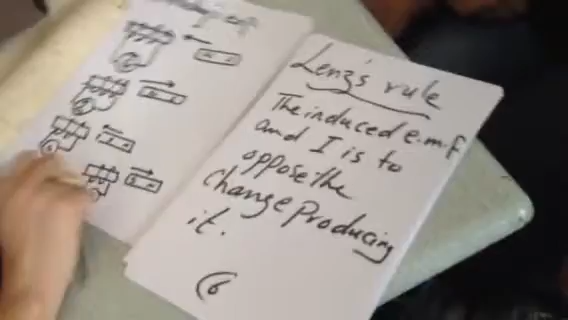 Lenz's rule
The induced e.m.f
and I is to
oppose the
Change Producing
it.
(6